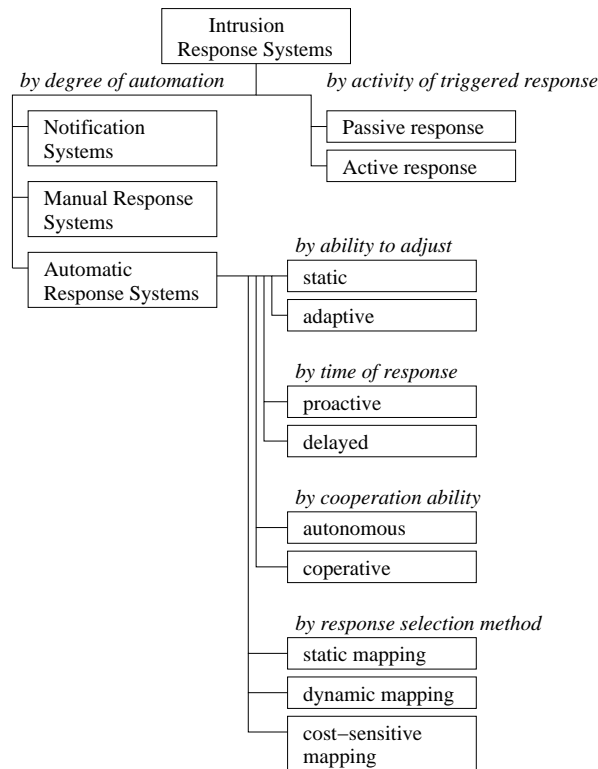 Intrusion
Response Systems
by degree of automation
by activity of triggered response
Notification
Systems
Passive response
Active response
Manual Response
Systems
Automatic
Response Systems
by ability to adjust
static
adaptive
by time of response
proactive
delayed
by cooperation ability
autonomous
coperative
by response selection method
static mapping
dynamic mapping
cost−sensitive
mapping